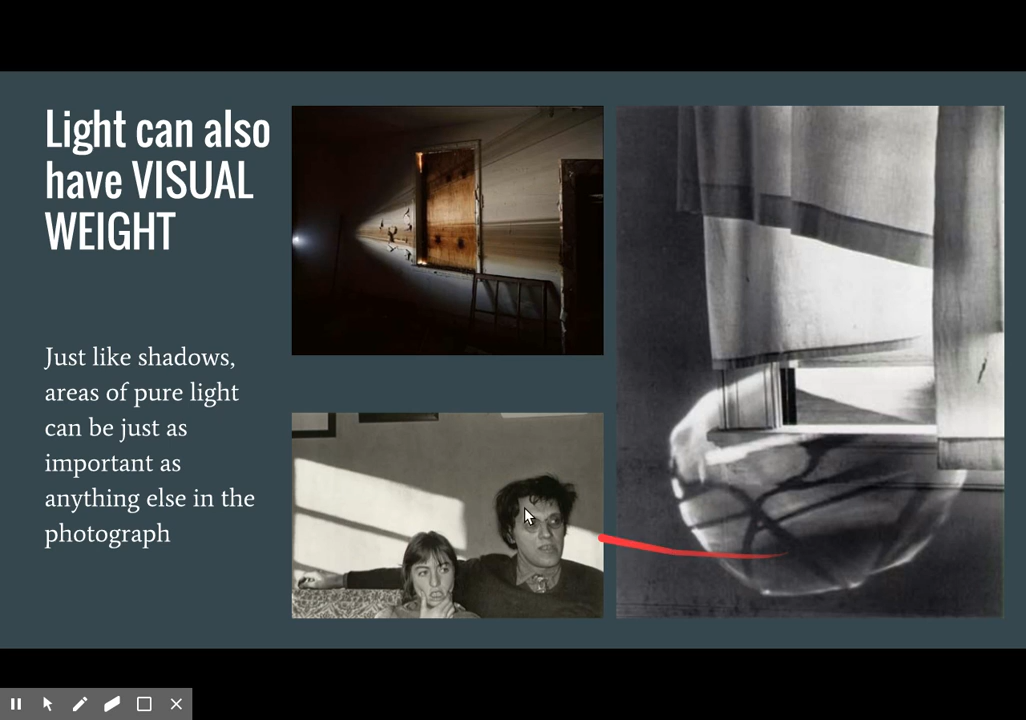 Light can also
have VISUAL
WEIGHT
Just like shadows,
areas of pure light
can be just as
important as
anything else in the
photograph